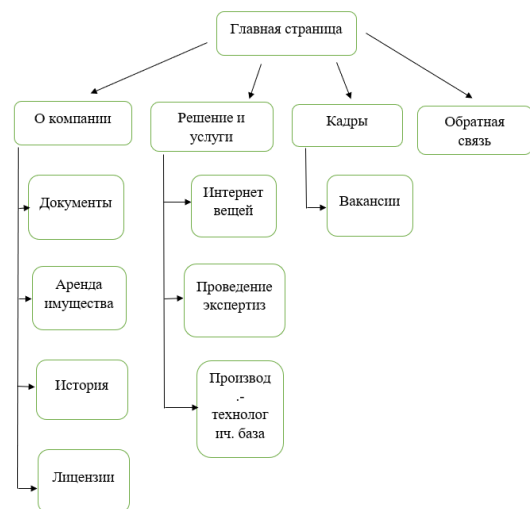 Главная страница
О компании
Решение и
услуги
Кадры
Обратная
связь
Документы
Интернет
вещей
Вакансии
Аренда
имущества
Проведение
экспертиз
История
Производ
.-
технолог
ич. база
Лицензии